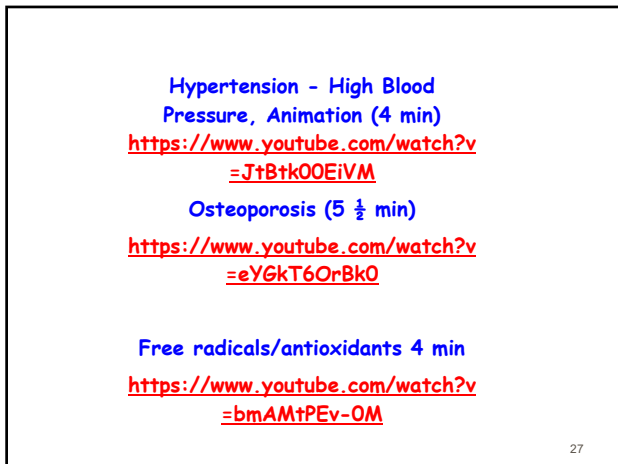 Hypertension - High Blood
Pressure, Animation (4 min)
https://www.youtube.com/watch?v
=JtBtk00EiVM
Osteoporosis (5 ½ min)
https://www.youtube.com/watch?v
=eYGkT6OrBk0
Free radicals/antioxidants 4 min
https://www.youtube.com/watch?v
=bmAMtPEv-0M
27